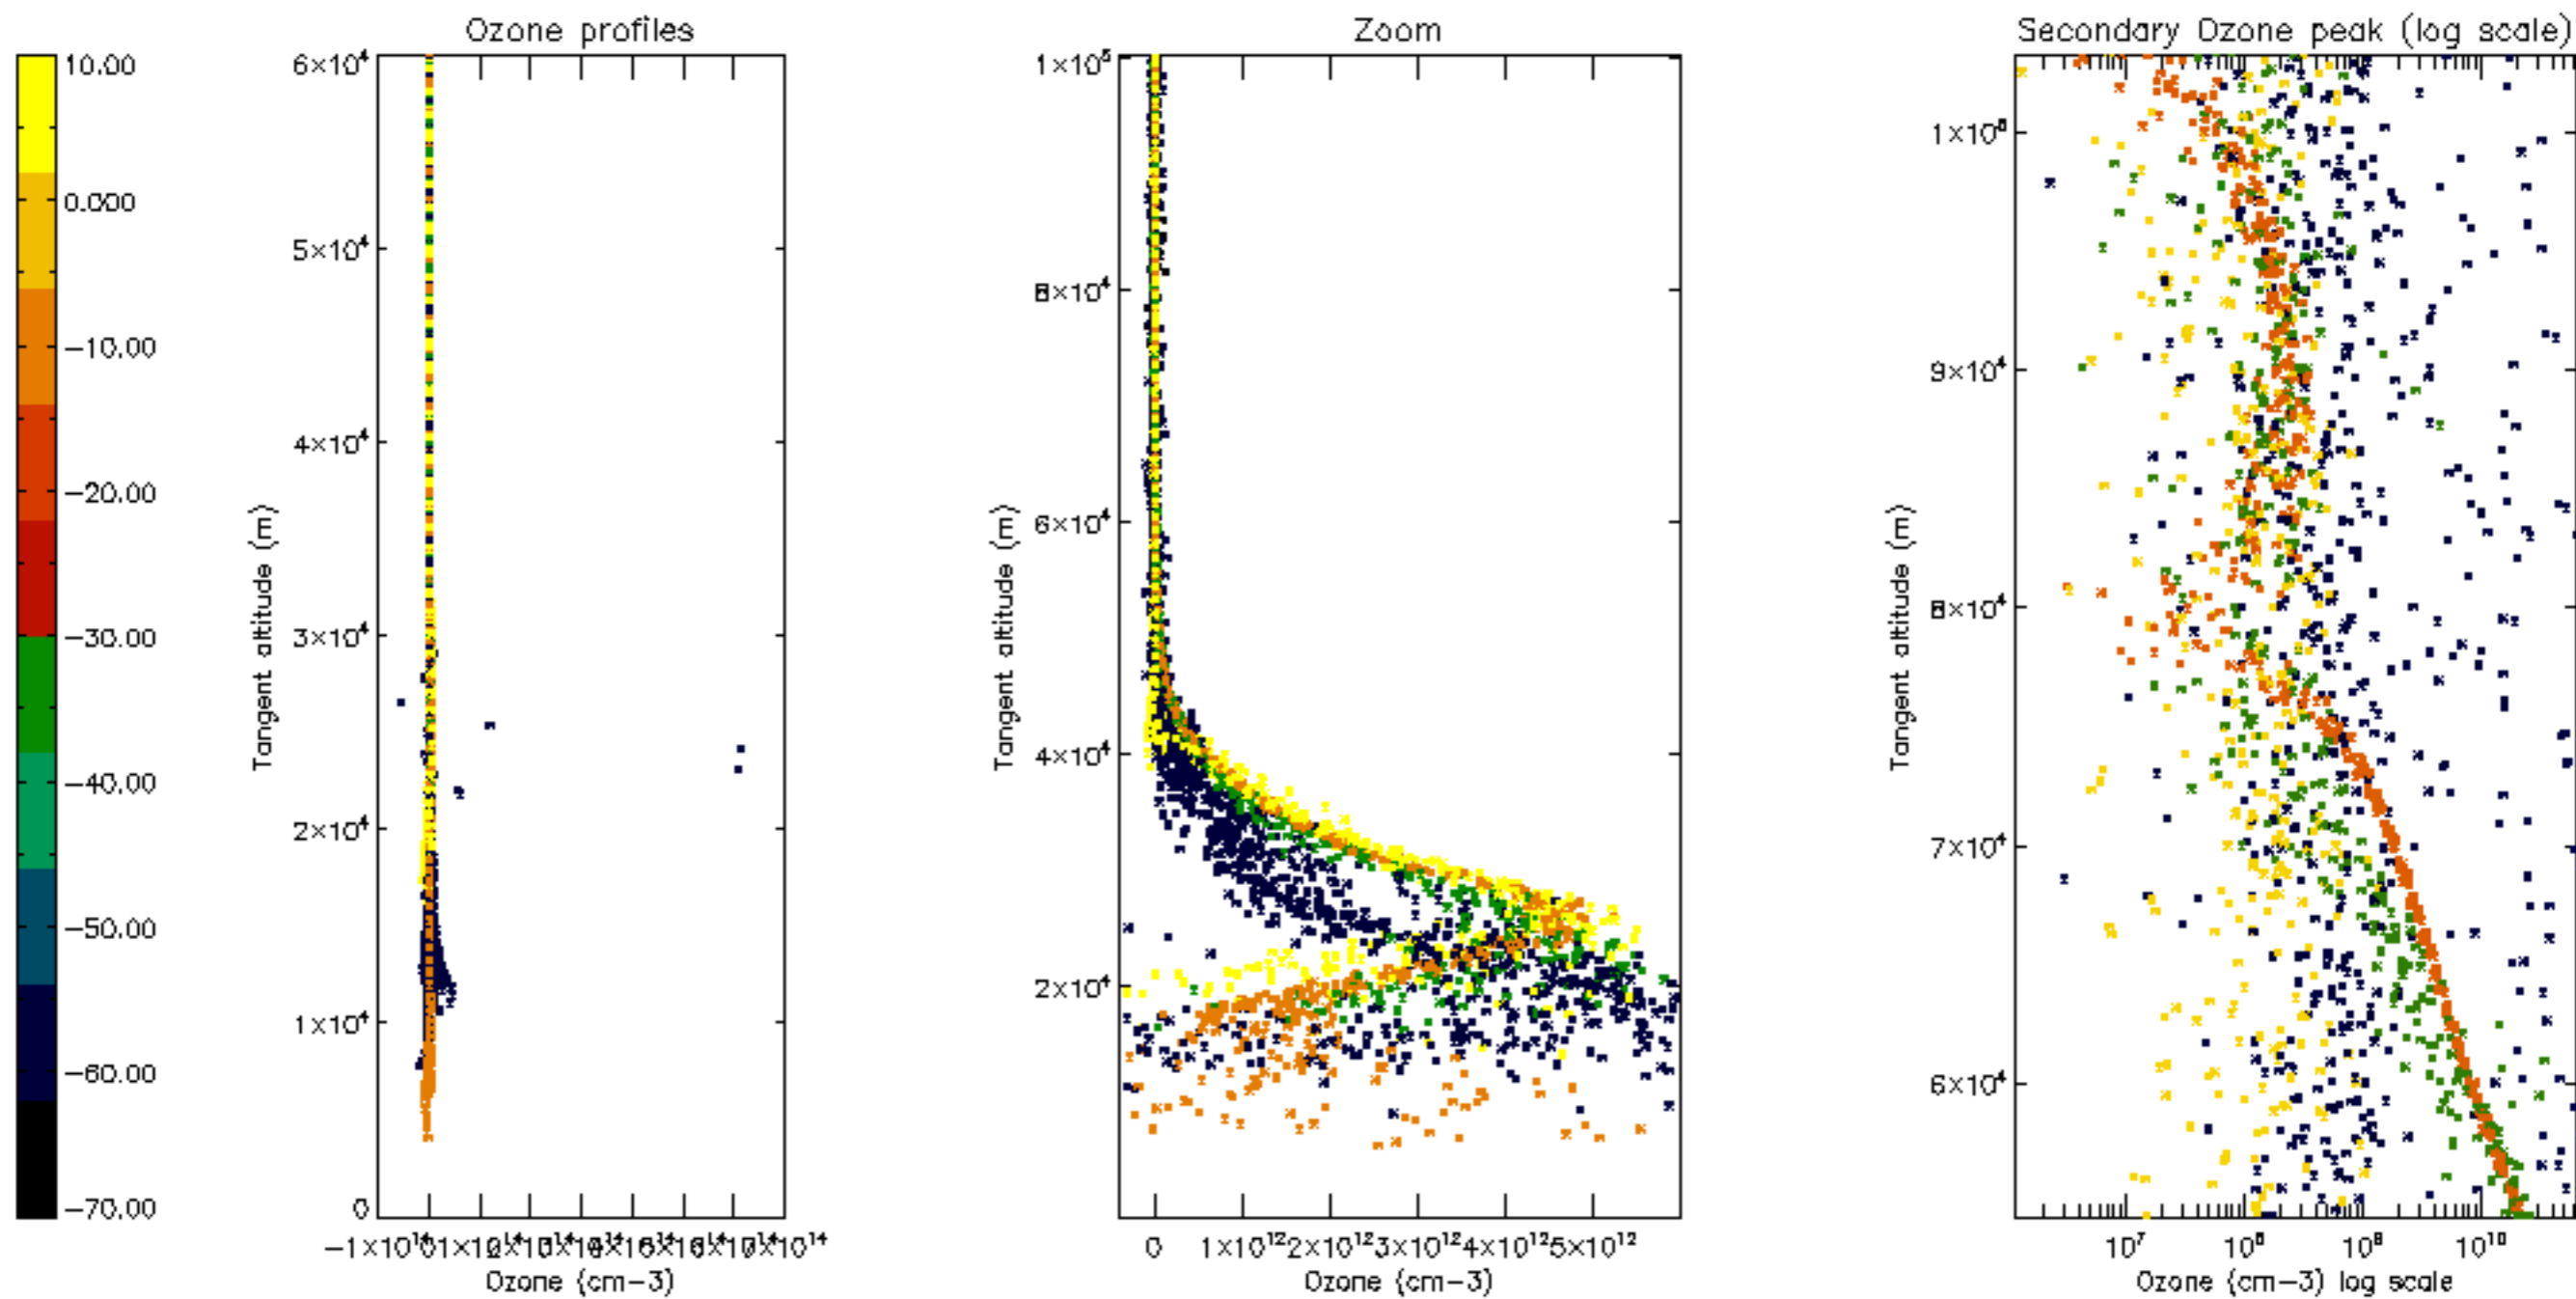 Ozone profiles
Zoom
Secondary Ozone peak (log scale)
10.00
0.000
−10.00
−20.00
−30.00
−40.00
−50.00
−60.00
−70.00
6×10⁴
5×10⁴
4×10⁴
3×10⁴
2×10⁴
1×10⁴
0
Tangent altitude (m)
Ozone (cm−3)
1×10⁵
8×10⁴
6×10⁴
4×10⁴
2×10⁴
Tangent altitude (m)
0 1×10¹² 2×10¹² 3×10¹² 4×10¹² 5×10¹²
Ozone (cm−3)
9×10⁴
8×10⁴
7×10⁴
6×10⁴
Tangent altitude (m)
10⁷ 10⁸ 10⁹ 10¹⁰
Ozone (cm−3) log scale